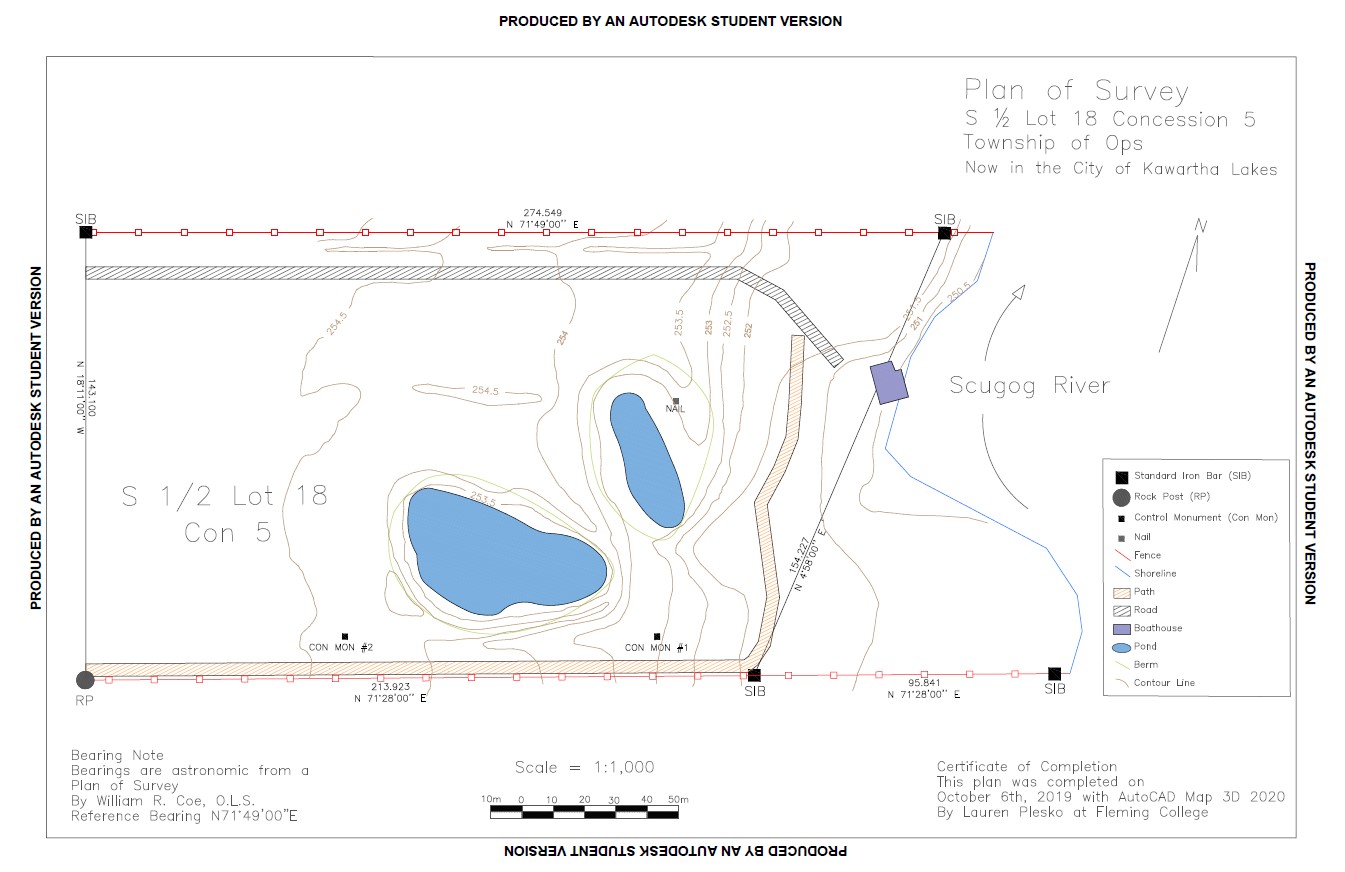 PRODUCED BY AN AUTODESK STUDENT VERSION
Plan of Survey
S ½ Lot 18 Concession 5
Township of Ops
Now in the City of Kawartha Lakes
SIB
274.549
N 71°49'00" E
SIB
N
PRODUCED BY AN AUTODESK STUDENT VERSION
PRODUCED BY AN AUTODESK STUDENT VERSION
254.5
254
253.5
253
252.5
252
251.5
251
250.5
143.100
N 18°11'00" W
254.5
NAIL
Scugog River
S 1/2 Lot 18
Con 5
253.5
154.227
N 4°58'00" E
CON MON #2
CON MON #1
RP
213.923
N 71°28'00" E
SIB
95.841
N 71°28'00" E
SIB
Standard Iron Bar (SIB)
Rock Post (RP)
Control Monument (Con Mon)
Nail
Fence
Shoreline
Path
Road
Boathouse
Pond
Berm
Contour Line
Bearing Note
Bearings are astronomic from a
Plan of Survey
By William R. Coe, O.L.S.
Reference Bearing N71°49'00"E
Scale = 1:1,000
10m 0 10 20 30 40 50m
Certificate of Completion
This plan was completed on
October 6th, 2019 with AutoCAD Map 3D 2020
By Lauren Plesko at Fleming College
PRODUCED BY AN AUTODESK STUDENT VERSION